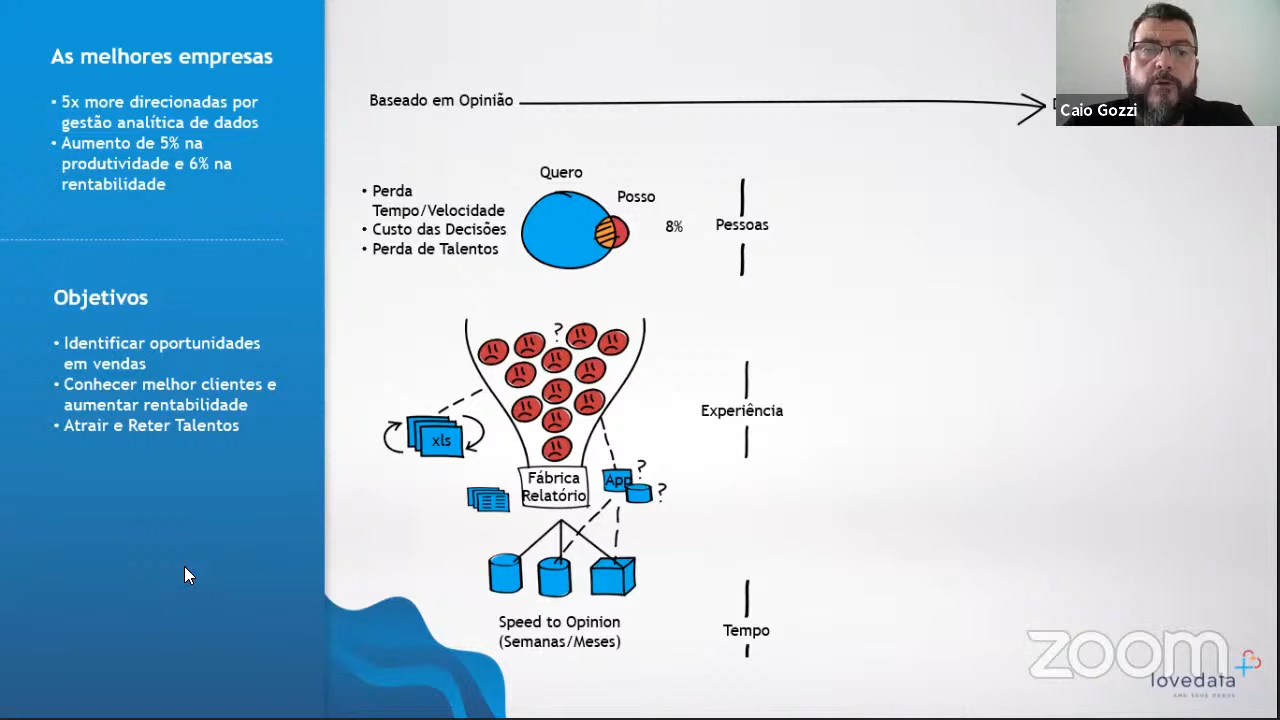 As melhores empresas
• 5x more direcionadas por
gestão analítica de dados
• Aumento de 5% na
produtividade e 6% na
rentabilidade
Objetivos
• Identificar oportunidades
em vendas
• Conhecer melhor clientes e
aumentar rentabilidade
• Atrair e Reter Talentos
Baseado em Opinião
Caio Gozzi
Quero
Posso
• Perda
Tempo/Velocidade
• Custo das Decisões
• Perda de Talentos
8%
Pessoas
?
xls
Experiência
Fábrica
Relatório
App
?
?
Speed to Opinion
(Semanas/Meses)
Tempo
zoom
lovedata